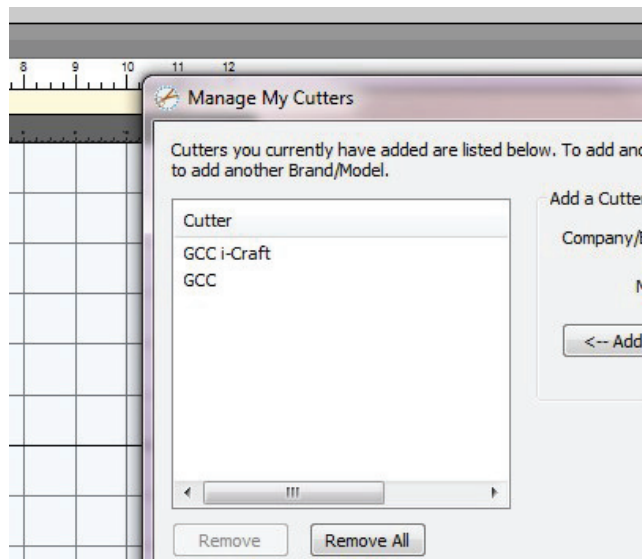 8 9 10 11 12
Manage My Cutters
Cutters you currently have added are listed below. To add
to add another Brand/Model.
Add a Cutter
Cutter
Company/
GCC i-Craft
GCC
<-- Add
Remove
Remove All